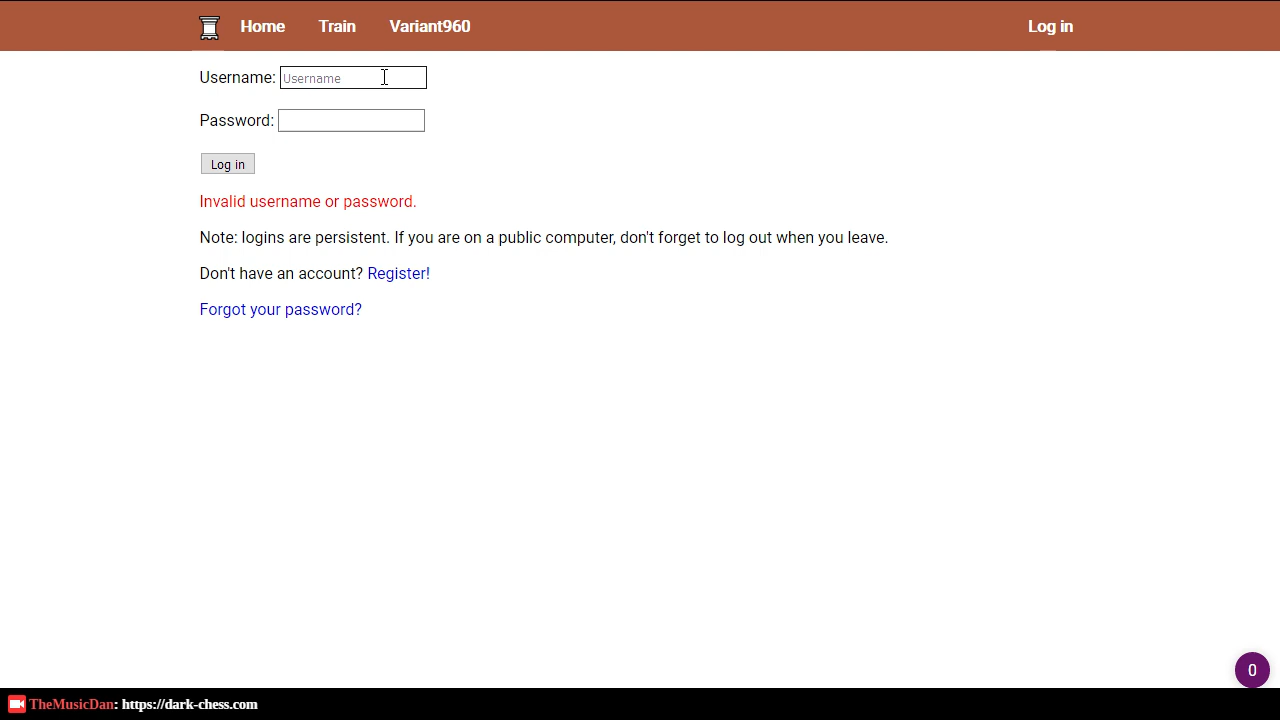 Home Train Variant960 Log in
Username: Username
Password:
Log in
Invalid username or password.
Note: logins are persistent. If you are on a public computer, don't forget to log out when you leave.
Don't have an account? Register!
Forgot your password?
0
TheMusicDan: https://dark-chess.com